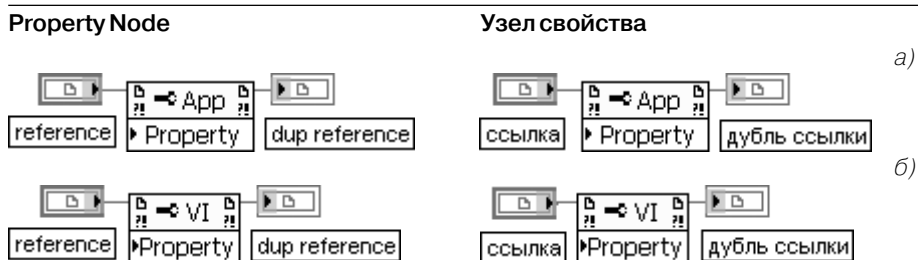 Property Node Узел свойства
а)
App App
reference Property dup reference ссылка Property дубль ссылки
б)
VI VI
reference Property dup reference ссылка Property дубль ссылки